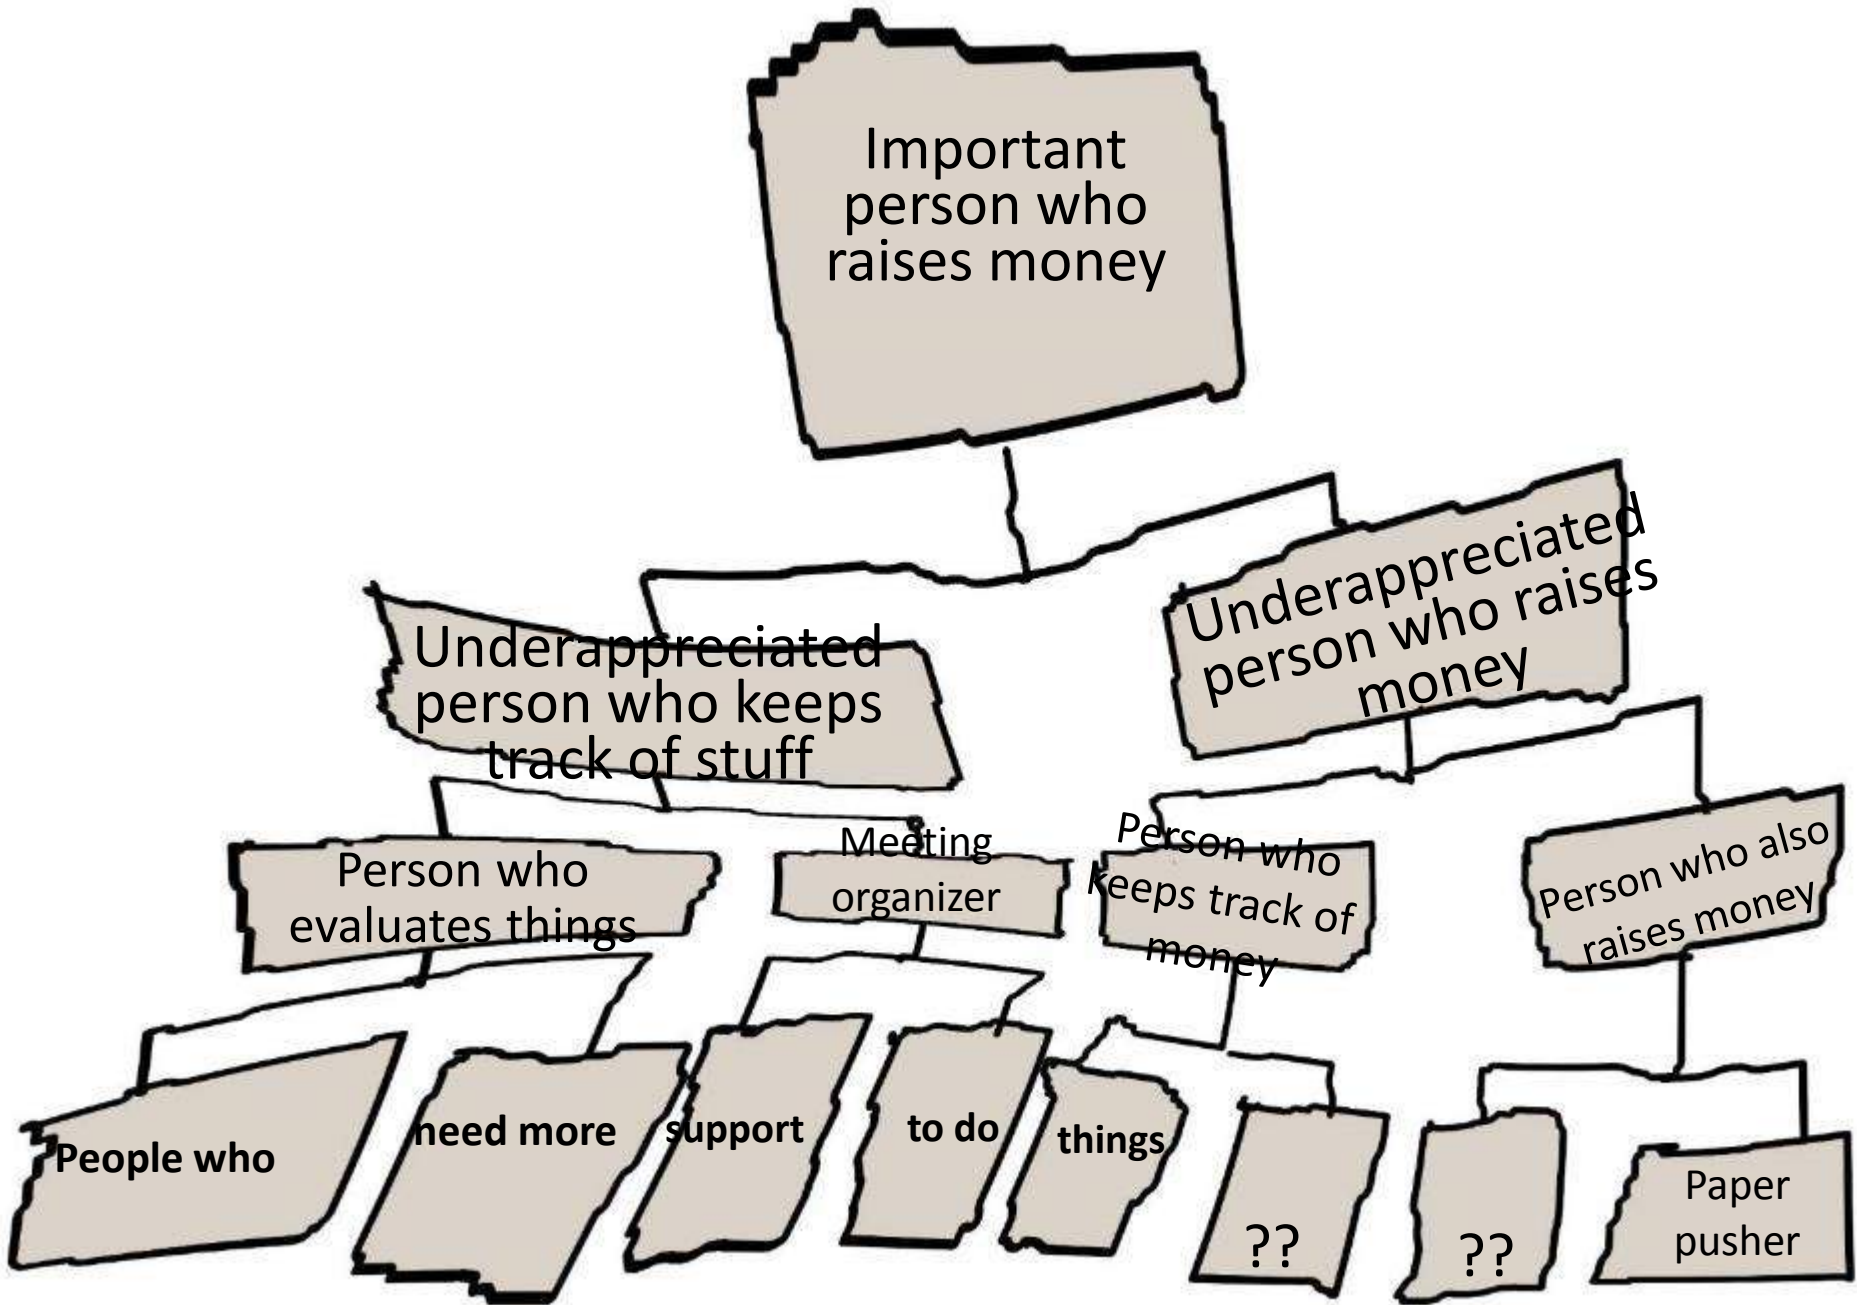 Important
person who
raises money
Underappreciated
person who keeps
track of stuff
Underappreciated
person who raises
money
Person who
evaluates things
Meeting
organizer
Person who
keeps track of
money
Person who also
raises money
People who
need more
support
to do
things
??
??
Paper
pusher